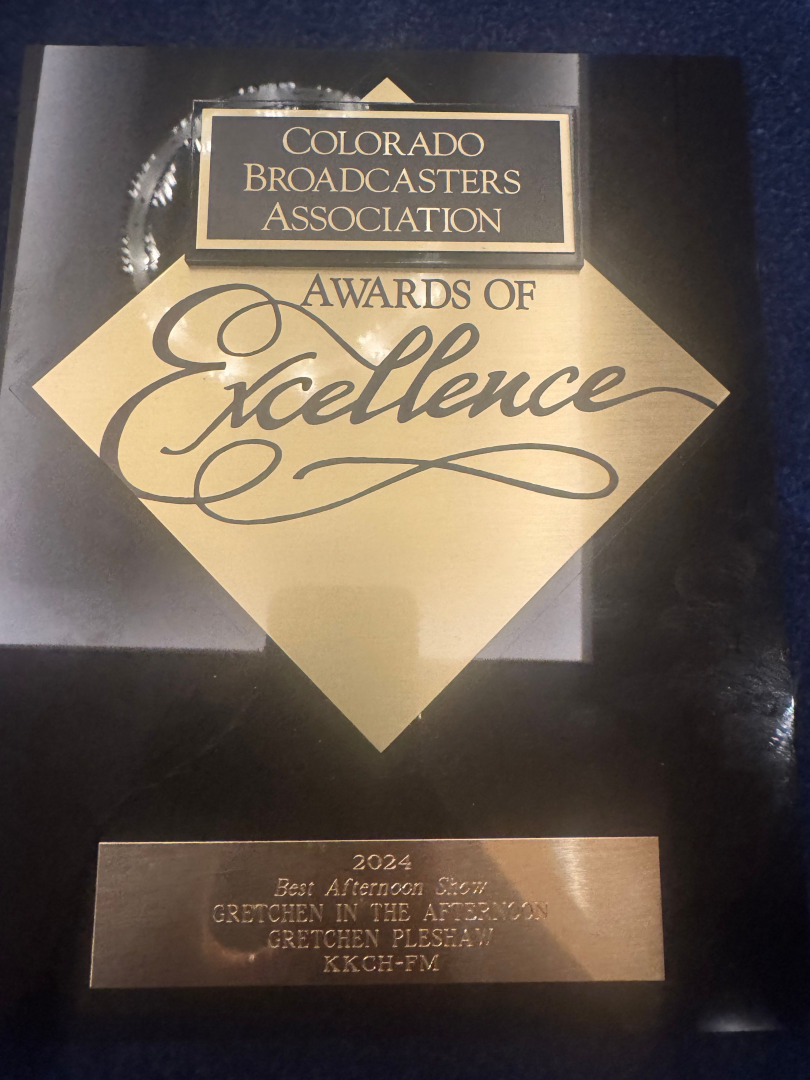 COLORADO
BROADCASTERS
ASSOCIATION
AWARDS OF
Excellence
2024
Best Afternoon Show
GRETCHEN IN THE AFTERNOON
GRETCHEN PLESHAW
KKCH-FM